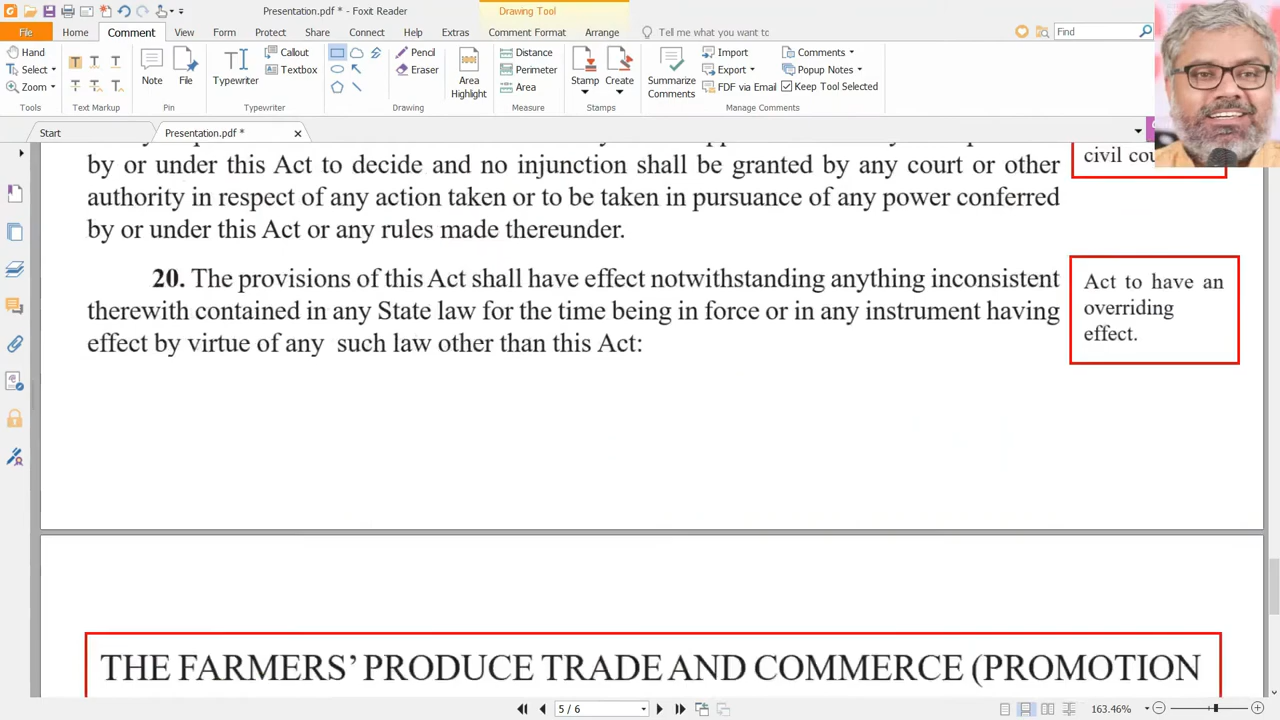 Presentation.pdf * - Foxit Reader
Drawing Tool
File Home Comment View Form Protect Share Connect Help Extras Comment Format Arrange Tell me what you want tc Find
Hand
Select
Zoom
Tools
Text Markup
Note
File
Pin
Typewriter
Callout
Textbox
Typewriter
Pencil
Eraser
Drawing
Area
Highlight
Distance
Perimeter
Area
Measure
Stamp
Create
Stamps
Summarize
Comments
Import
Export
FDF via Email
Comments
Popup Notes
Keep Tool Selected
Manage Comments
Start
Presentation.pdf *
by or under this Act to decide and no injunction shall be granted by any court or other
authority in respect of any action taken or to be taken in pursuance of any power conferred
by or under this Act or any rules made thereunder.
civil cou
20. The provisions of this Act shall have effect notwithstanding anything inconsistent
therewith contained in any State law for the time being in force or in any instrument having
effect by virtue of any such law other than this Act:
Act to have an
overriding
effect.
THE FARMERS’ PRODUCE TRADE AND COMMERCE (PROMOTION
5 / 6
163.46%